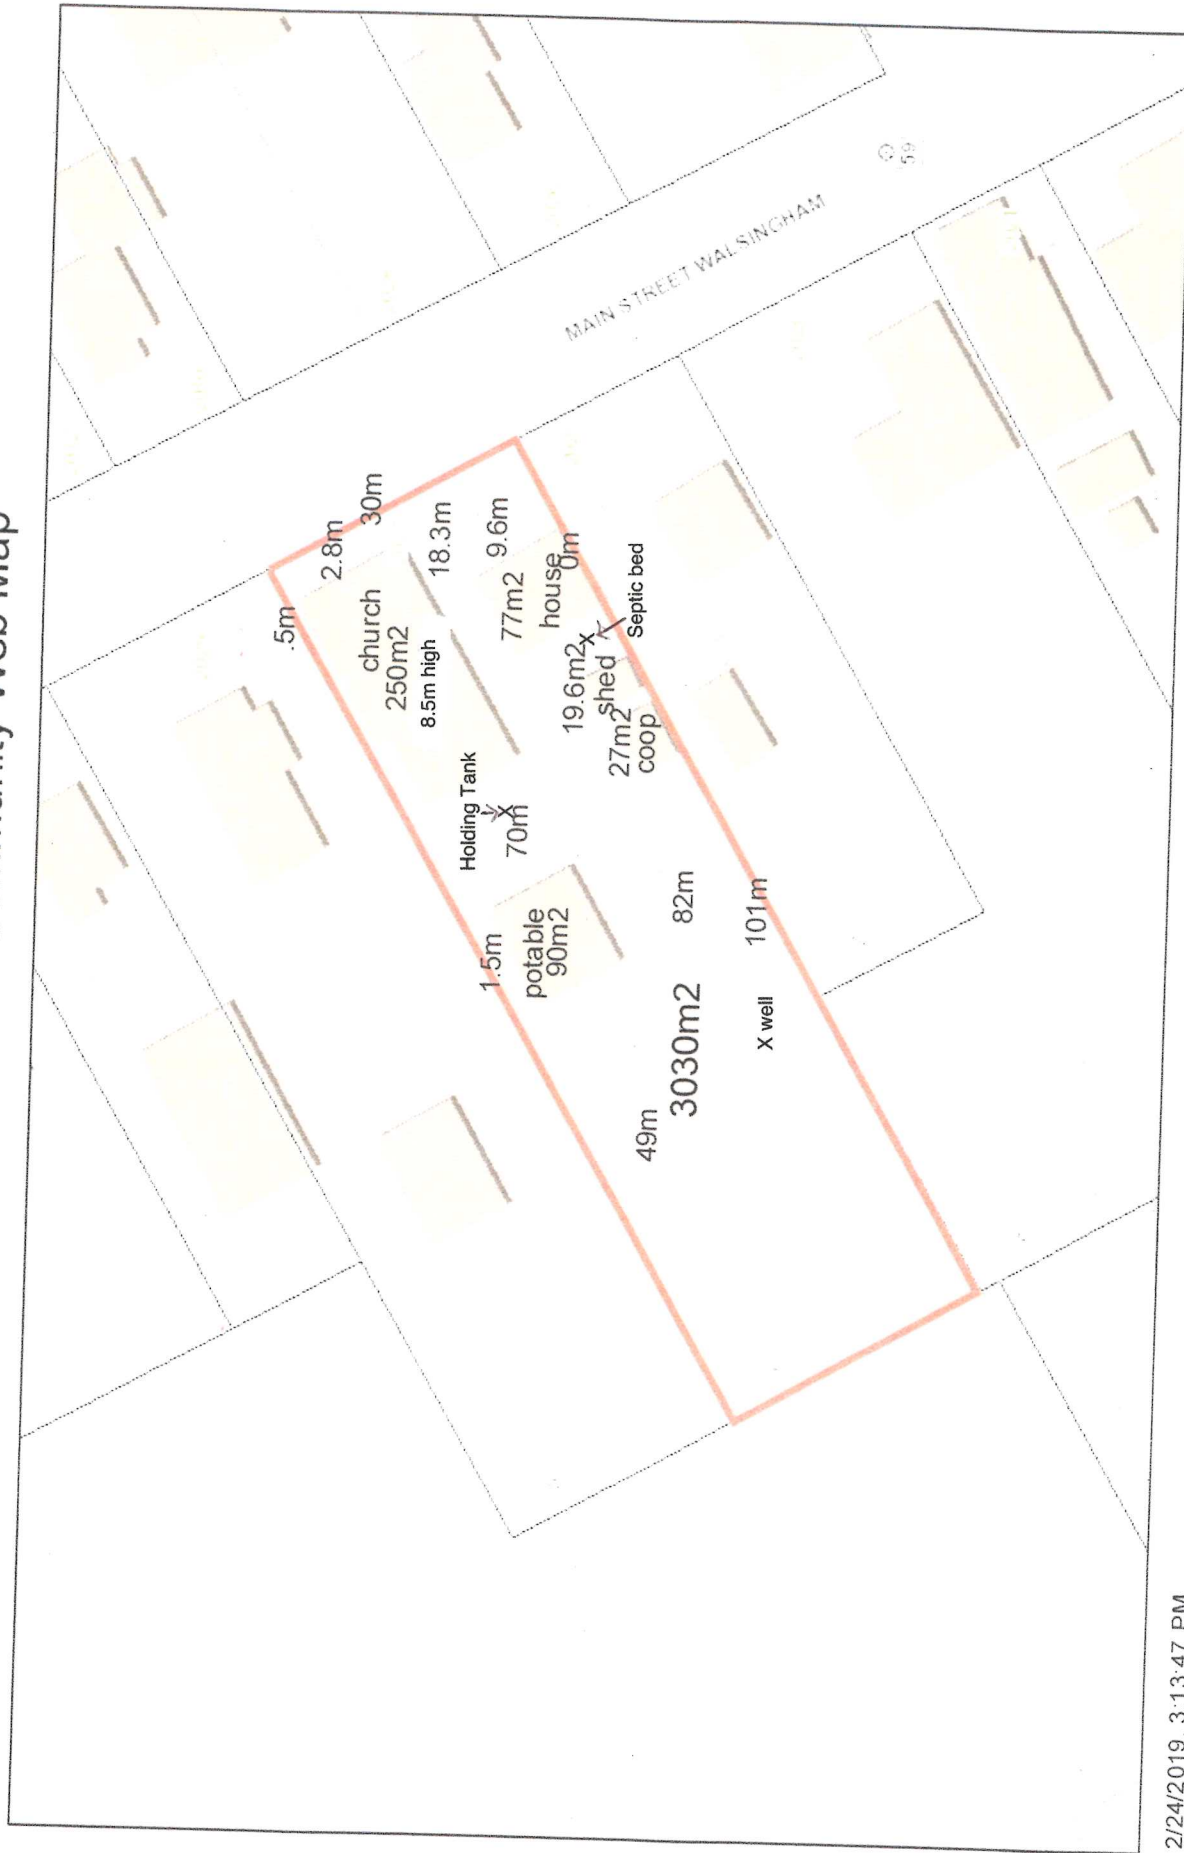 Community Web Map
MAIN STREET WALSINGHAM
59
.5m
2.8m
30m
church
250m2
8.5m high
18.3m
9.6m
77m2
house
0m
Septic bed
X
19.6m2
shed
27m2
coop
Holding Tank
X
70m
1.5m
potable
90m2
82m
101m
3030m2
X well
49m
2/24/2019, 3:13:47 PM